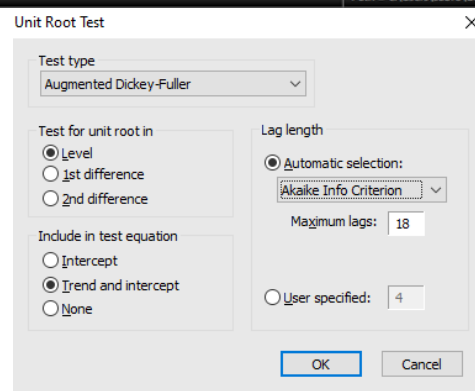 Unit Root Test
Test type
Augmented Dickey-Fuller
Test for unit root in
Level
1st difference
2nd difference
Include in test equation
Intercept
Trend and intercept
None
Lag length
Automatic selection:
Akaike Info Criterion
Maximum lags: 18
User specified: 4
OK
Cancel